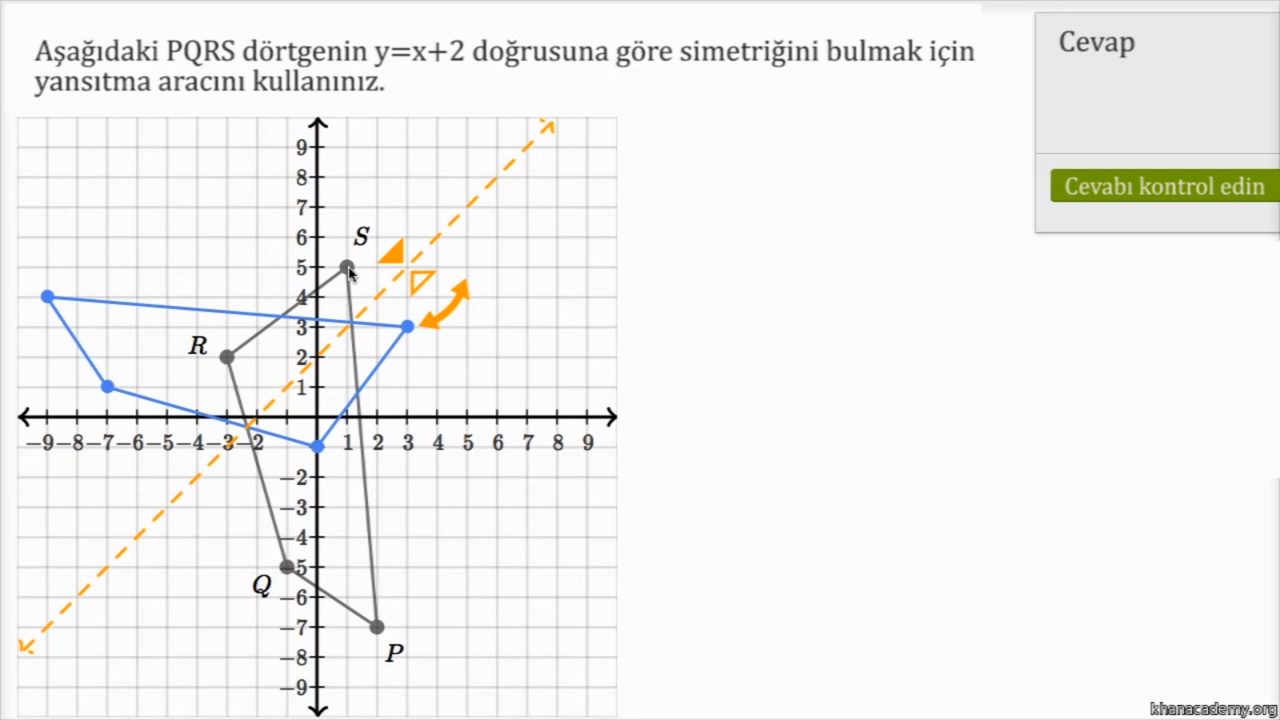 Aşağıdaki PQRS dörtgenin y=x+2 doğrusuna göre simetriğini bulmak için
yansıtma aracını kullanınız.
Cevap
Cevabı kontrol edin
9
8
7
6
5
4
3
2
1
−9 −8 −7 −6 −5 −4 −3 −2 1 2 3 4 5 6 7 8 9
−2
−3
−4
−5
−6
−7
−8
−9
S
R
Q
P
khanacademy.org